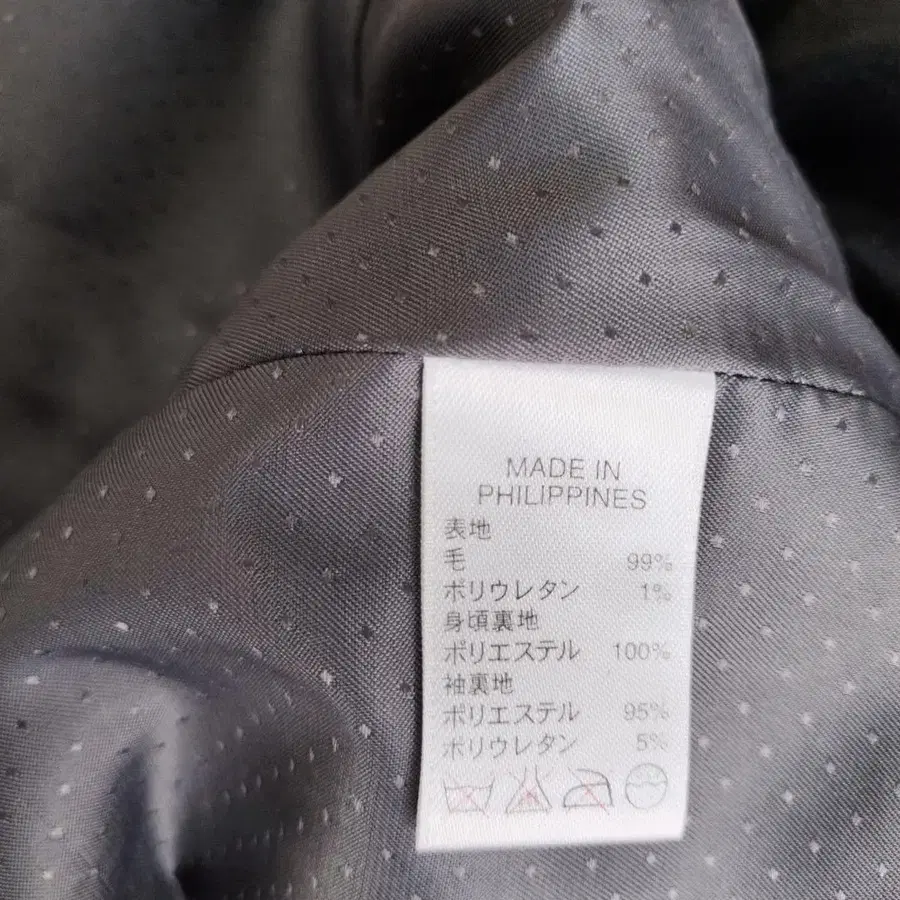 MADE IN
PHILIPPINES
表地
毛 99%
ポリウレタン 1%
身頃裏地
ポリエステル 100%
袖裏地
ポリエステル 95%
ポリウレタン 5%